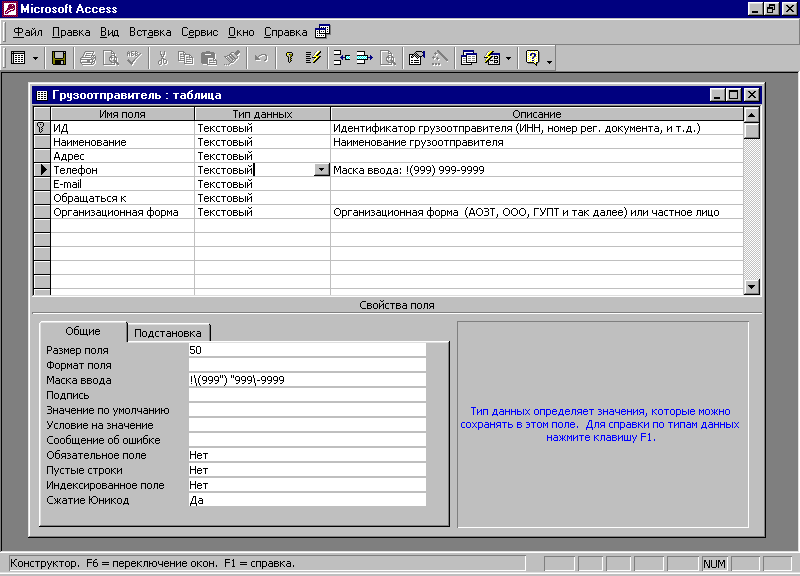 Microsoft Access
Файл Правка Вид Вставка Сервис Окно Справка
Грузоотправитель : таблица
Имя поля Тип данных Описание
ИД Текстовый Идентификатор грузоотправителя (ИНН, номер рег. документа, и т.д.)
Наименование Текстовый Наименование грузоотправителя
Адрес Текстовый
Телефон Текстовый Маска ввода: !(999) 999-9999
E-mail Текстовый
Обращаться к Текстовый
Организационная форма Текстовый Организационная форма (АОЗТ, ООО, ГУПТ и так далее) или частное лицо
Свойства поля
Общие Подстановка
Размер поля 50
Формат поля
Маска ввода !\(999") "999\-9999
Подпись
Значение по умолчанию
Условие на значение
Сообщение об ошибке
Обязательное поле Нет
Пустые строки Нет
Индексированное поле Нет
Сжатие Юникод Да
Тип данных определяет значения, которые можно
сохранять в этом поле. Для справки по типам данных
нажмите клавишу F1.
Конструктор. F6 = переключение окон. F1 = справка. NUM